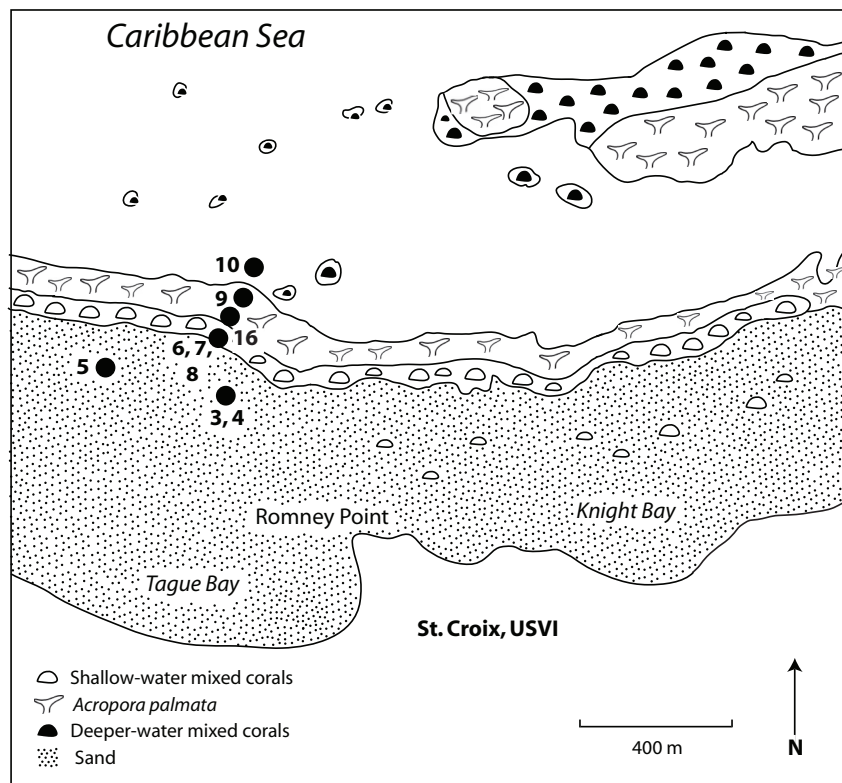 Caribbean Sea
10
9
16
6, 7,
8
5
3, 4
Romney Point
Knight Bay
Tague Bay
St. Croix, USVI
Shallow-water mixed corals
Acropora palmata
Deeper-water mixed corals
Sand
400 m
N